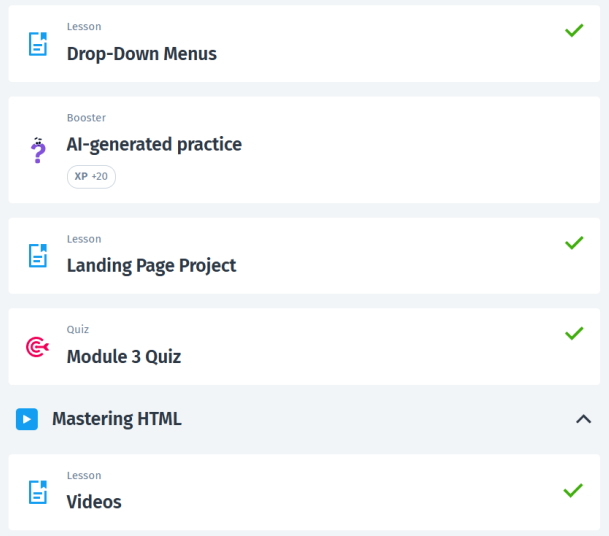 Lesson
Drop-Down Menus
Booster
AI-generated practice
XP +20
Lesson
Landing Page Project
Quiz
Module 3 Quiz
Mastering HTML
Lesson
Videos